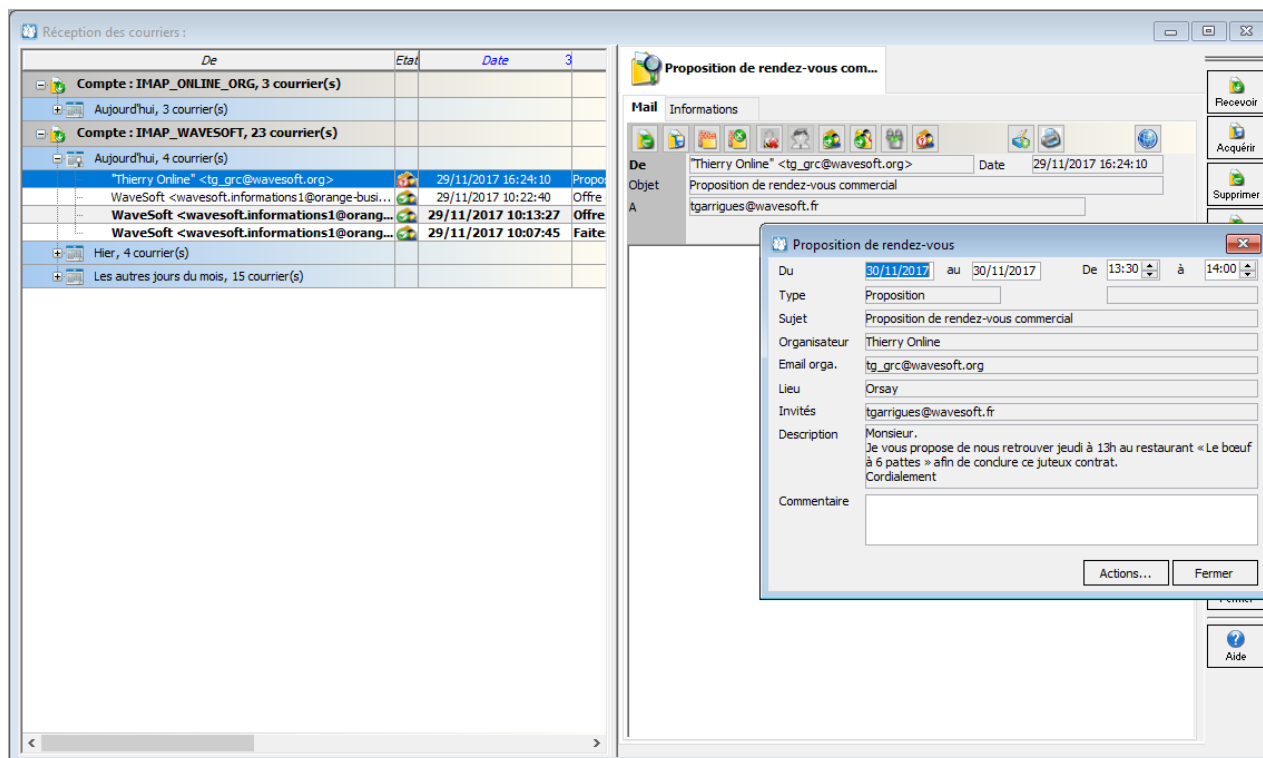 Réception des courriers :
De Etat Date 3
Compte : IMAP_ONLINE_ORG, 3 courrier(s)
Aujourd'hui, 3 courrier(s)
Compte : IMAP_WAVESOFT, 23 courrier(s)
Aujourd'hui, 4 courrier(s)
"Thierry Online" <tg_grc@wavesoft.org> 29/11/2017 16:24:10 Propo
WaveSoft <wavesoft.informations1@orange-busi... 29/11/2017 10:22:40 Offre
WaveSoft <wavesoft.informations1@orang... 29/11/2017 10:13:27 Offre
WaveSoft <wavesoft.informations1@orang... 29/11/2017 10:07:45 Faite
Hier, 4 courrier(s)
Les autres jours du mois, 15 courrier(s)
Proposition de rendez-vous com...
Mail Informations
De "Thierry Online" <tg_grc@wavesoft.org> Date 29/11/2017 16:24:10
Objet Proposition de rendez-vous commercial
A tgarrigues@wavesoft.fr
Proposition de rendez-vous
Du 30/11/2017 au 30/11/2017 De 13:30 à 14:00
Type Proposition
Sujet Proposition de rendez-vous commercial
Organisateur Thierry Online
Email orga. tg_grc@wavesoft.org
Lieu Orsay
Invités tgarrigues@wavesoft.fr
Description Monsieur.
Je vous propose de nous retrouver jeudi à 13h au restaurant « Le bœuf
à 6 pattes » afin de conclure ce juteux contrat.
Cordialement
Commentaire
Actions... Fermer
Recevoir
Acquérir
Supprimer
Fermer
Aide